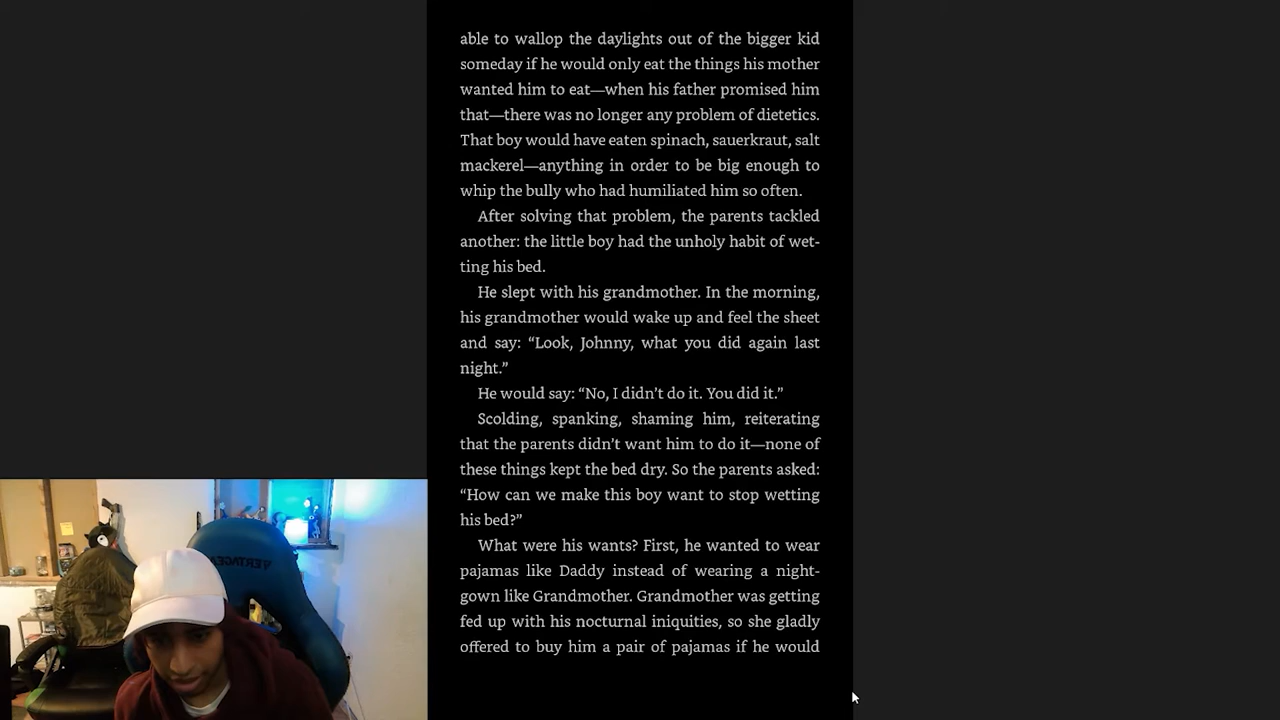 able to wallop the daylights out of the bigger kid
someday if he would only eat the things his mother
wanted him to eat—when his father promised him
that—there was no longer any problem of dietetics.
That boy would have eaten spinach, sauerkraut, salt
mackerel—anything in order to be big enough to
whip the bully who had humiliated him so often.
After solving that problem, the parents tackled
another: the little boy had the unholy habit of wet-
ting his bed.
He slept with his grandmother. In the morning,
his grandmother would wake up and feel the sheet
and say: “Look, Johnny, what you did again last
night.”
He would say: “No, I didn’t do it. You did it.”
Scolding, spanking, shaming him, reiterating
that the parents didn’t want him to do it—none of
these things kept the bed dry. So the parents asked:
“How can we make this boy want to stop wetting
his bed?”
What were his wants? First, he wanted to wear
pajamas like Daddy instead of wearing a night-
gown like Grandmother. Grandmother was getting
fed up with his nocturnal iniquities, so she gladly
offered to buy him a pair of pajamas if he would